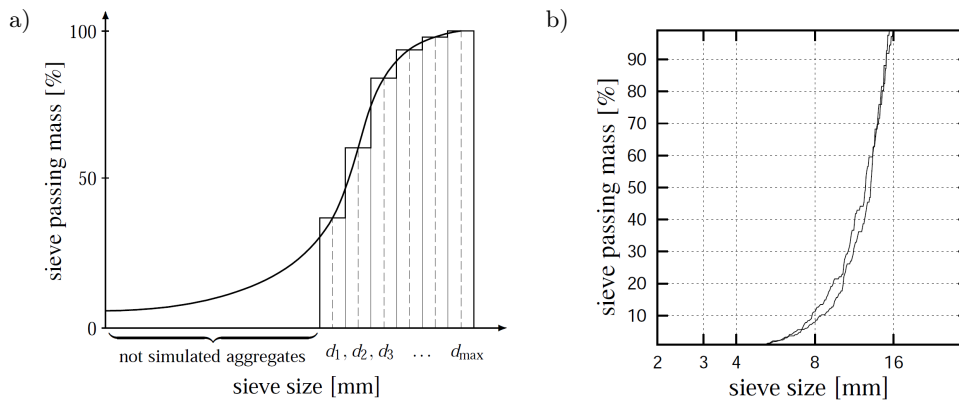 a)
sieve passing mass [%]
100
50
0
not simulated aggregates
d₁, d₂, d₃ ... d_max
sieve size [mm]
b)
sieve passing mass [%]
90
80
70
60
50
40
30
20
10
2 3 4 8 16
sieve size [mm]